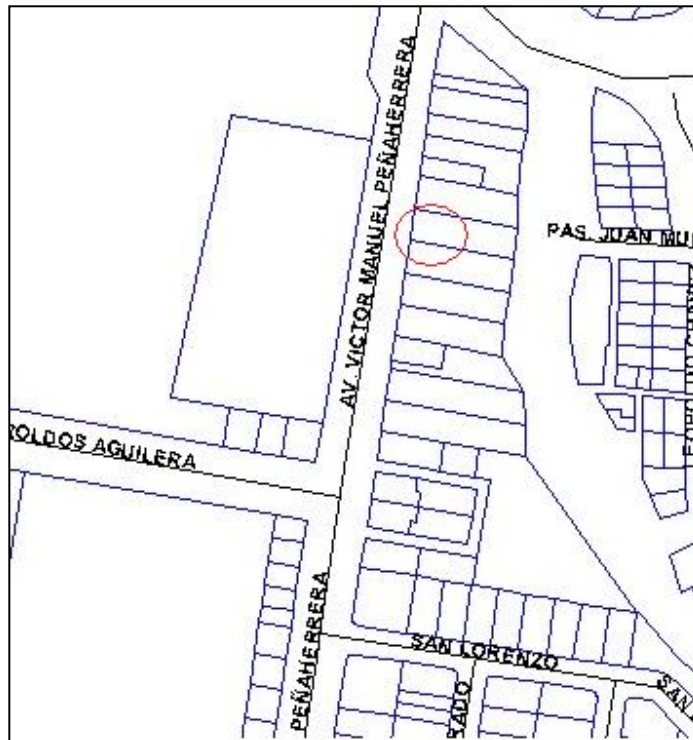 AV. VICTOR MANUEL PEÑAHERRERA
PAS. JUAN MU
ROLDOS AGUILERA
PEÑAHERRERA
SAN LORENZO
SAN
RADO